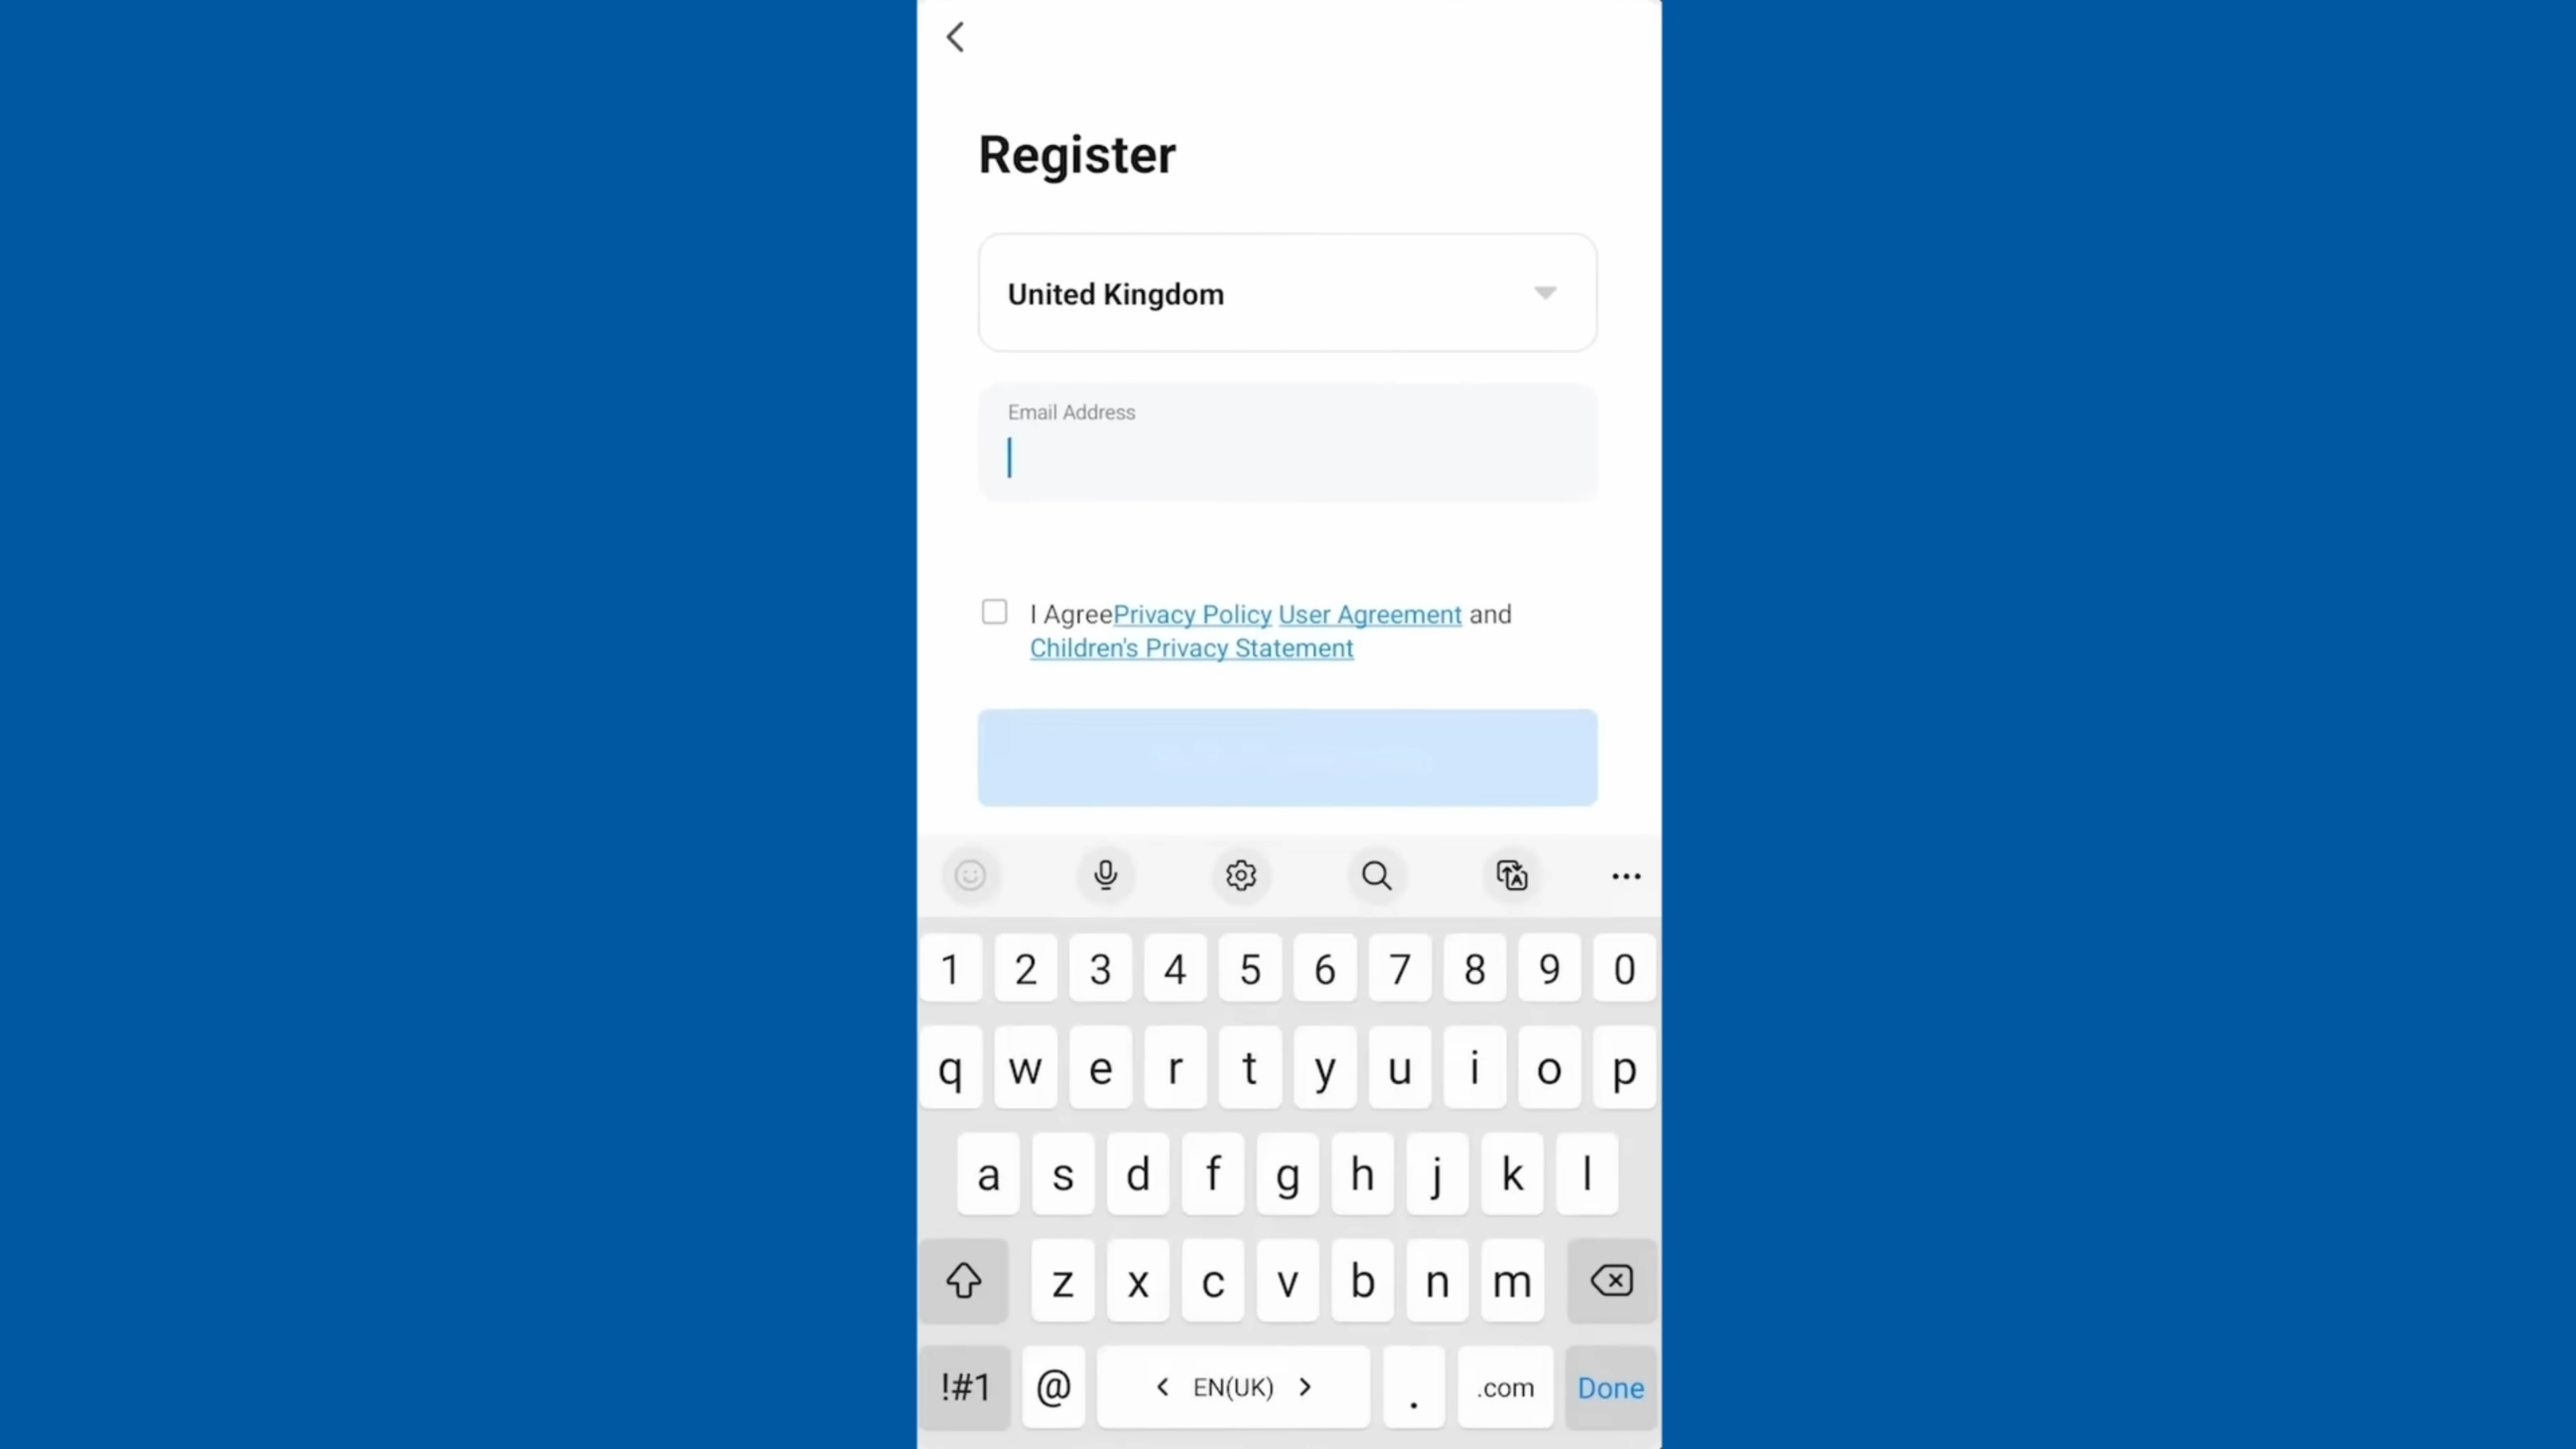 Register
United Kingdom
Email Address
I AgreePrivacy Policy User Agreement and
Children's Privacy Statement
1 2 3 4 5 6 7 8 9 0
q w e r t y u i o p
a s d f g h j k l
z x c v b n m
!#1 @ < EN(UK) > . .com Done